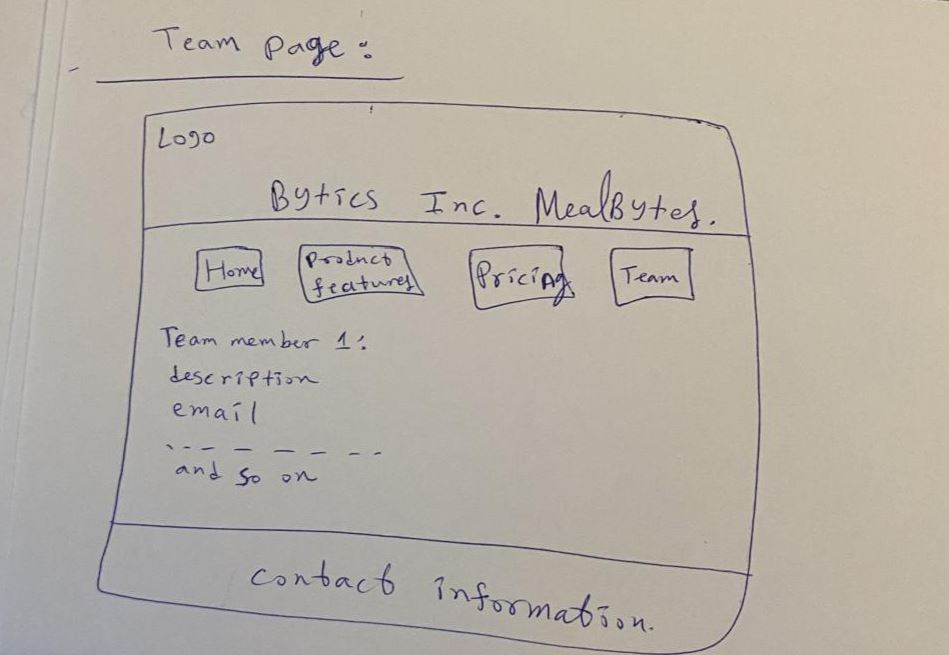 Team page:
Logo
Bytics Inc. MealBytes.
Home
Product
features
Pricing
Team
Team member 1:
description
email
and so on
contact information.